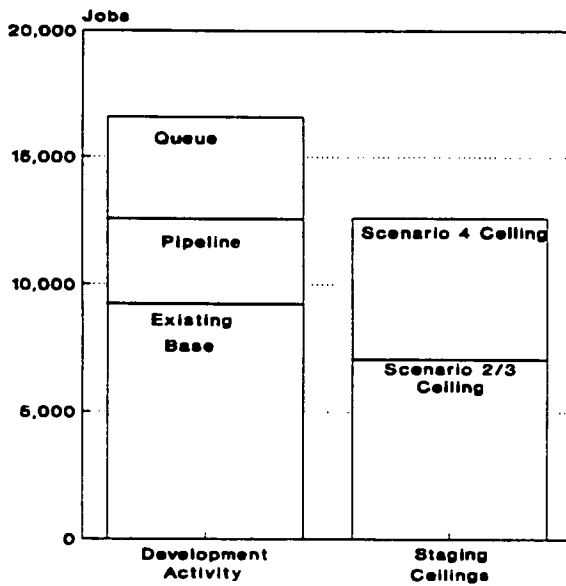 Jobs
20,000
15,000
10,000
5,000
0
Queue
Pipeline
Existing
Base
Scenario 4 Ceiling
Scenario 2/3
Ceiling
Development
Activity
Staging
Ceilings